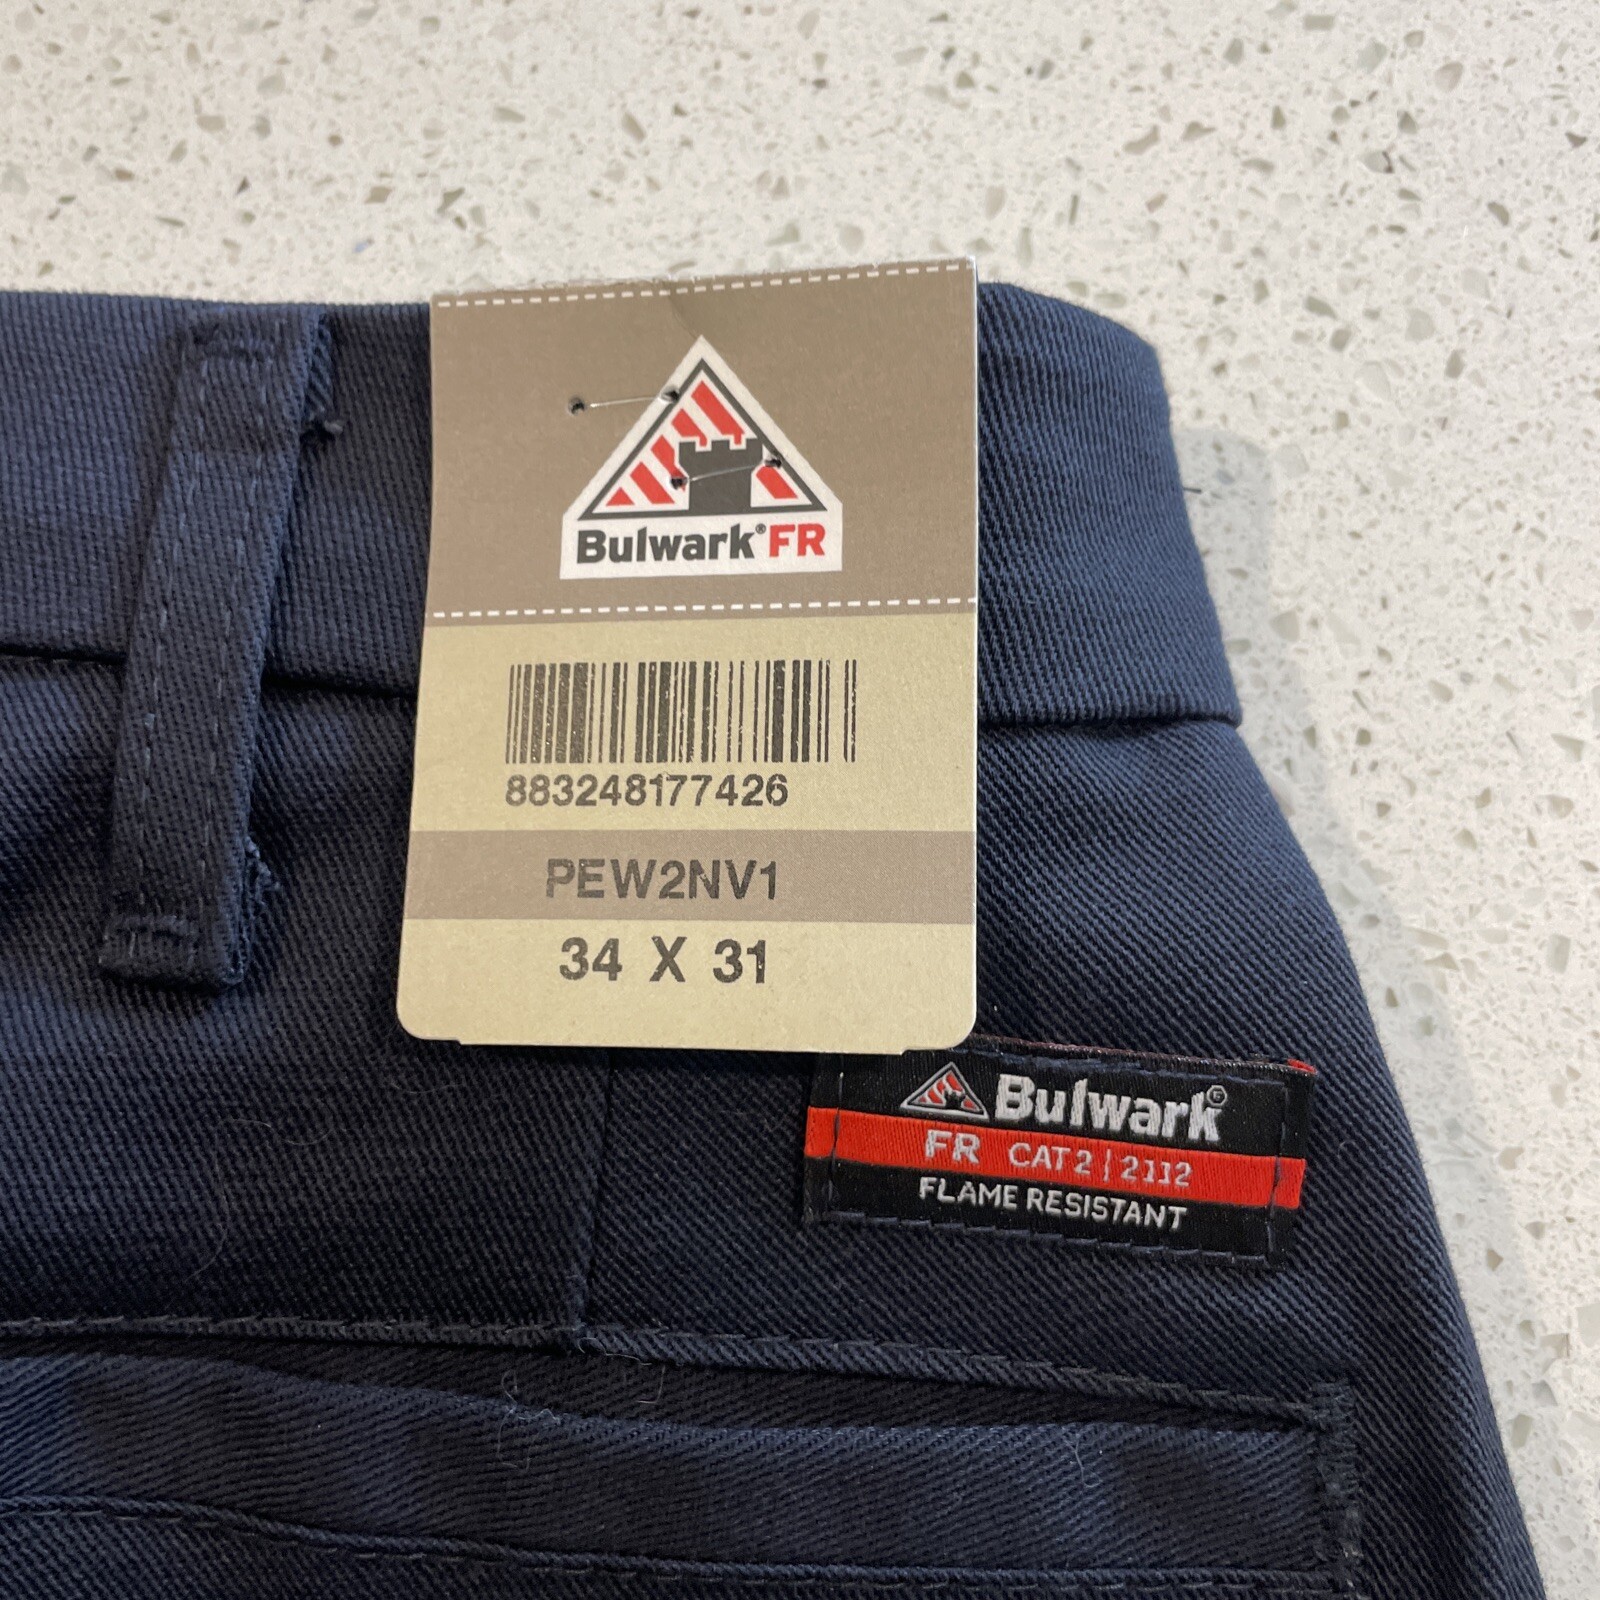 Bulwark® FR
883248177426
PEW2NV1
34 X 31
Bulwark®
FR CAT 2 | 2112
FLAME RESISTANT